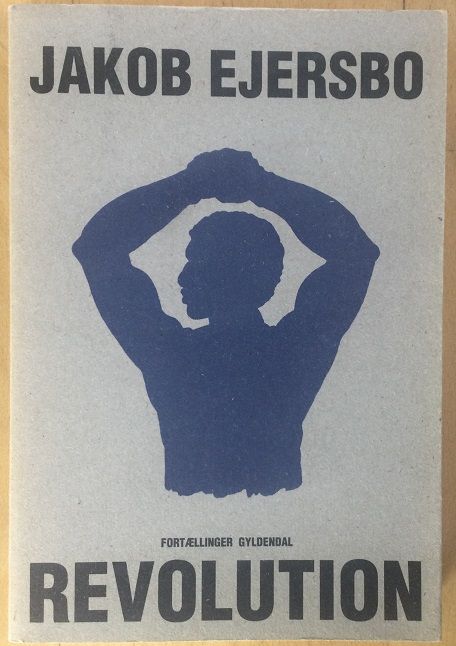 JAKOB EJERSBO
FORTÆLLINGER GYLDENDAL
REVOLUTION